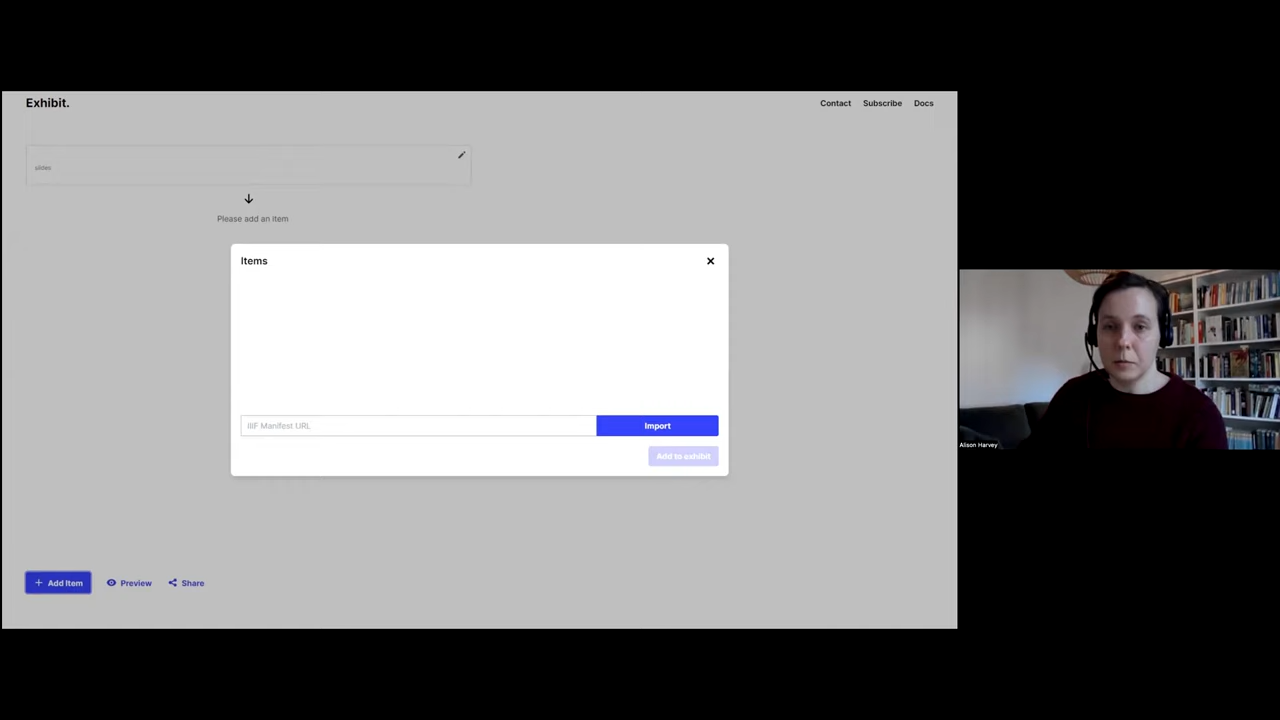 Exhibit.
Contact Subscribe Docs
slides
Please add an item
Items
IIIF Manifest URL
Import
Add to exhibit
Add Item
Preview
Share
Alison Harvey